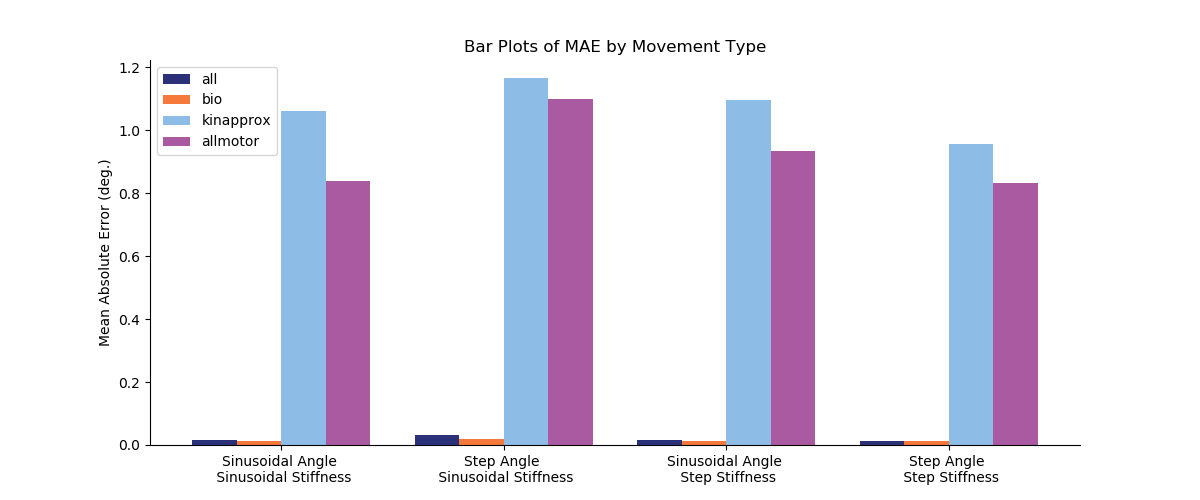 Bar Plots of MAE by Movement Type
all
bio
kinapprox
allmotor
Mean Absolute Error (deg.)
1.2
1.0
0.8
0.6
0.4
0.2
0.0
Sinusoidal Angle
Sinusoidal Stiffness
Step Angle
Sinusoidal Stiffness
Sinusoidal Angle
Step Stiffness
Step Angle
Step Stiffness